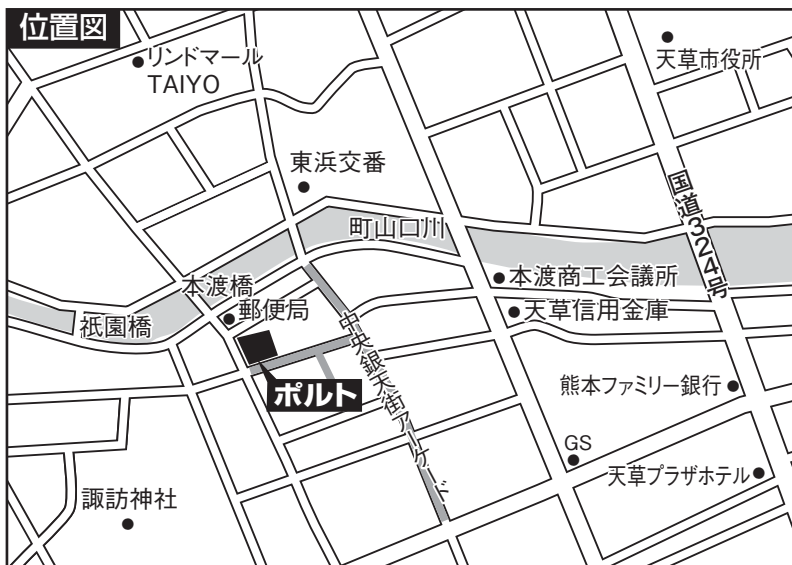 位置図
リンドマール
TAIYO
天草市役所
東浜交番
国道324号
町山口川
本渡橋
本渡商工会議所
郵便局
天草信用金庫
祇園橋
中央銀天街アーケード
ポルト
熊本ファミリー銀行
GS
天草プラザホテル
諏訪神社